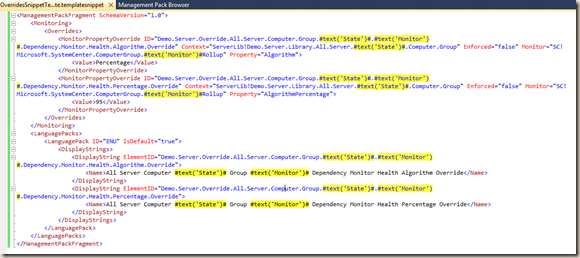 OverridesSnippetTe...te.templatesnippet Management Pack Browser
<ManagementPackFragment SchemaVersion="1.0">
<Monitoring>
<Overrides>
<MonitorPropertyOverride ID="Demo.Server.Override.All.Server.Computer.Group.#text('State')#.#text('Monitor')
#.Dependency.Monitor.Health.Algorithm.Override" Context="ServerLib!Demo.Server.Library.All.Server.#text('State')#.Computer.Group" Enforced="false" Monitor="SC!
Microsoft.SystemCenter.ComputerGroup.#text('Monitor')#Rollup" Property="Algorithm">
<Value>Percentage</Value>
</MonitorPropertyOverride>
<MonitorPropertyOverride ID="Demo.Server.Override.All.Server.Computer.Group.#text('State')#.#text('Monitor')
#.Dependency.Monitor.Health.Percentage.Override" Context="ServerLib!Demo.Server.Library.All.Server.#text('State')#.Computer.Group" Enforced="false" Monitor="SC!
Microsoft.SystemCenter.ComputerGroup.#text('Monitor')#Rollup" Property="AlgorithmPercentage">
<Value>95</Value>
</MonitorPropertyOverride>
</Overrides>
</Monitoring>
<LanguagePacks>
<LanguagePack ID="ENU" IsDefault="true">
<DisplayStrings>
<DisplayString ElementID="Demo.Server.Override.All.Server.Computer.Group.#text('State')#.#text('Monitor')
#.Dependency.Monitor.Health.Algorithm.Override">
<Name>All Server Computer #text('State')# Group #text('Monitor')# Dependency Monitor Health Algorithm Override</Name>
</DisplayString>
<DisplayString ElementID="Demo.Server.Override.All.Server.Computer.Group.#text('State')#.#text('Monitor')
#.Dependency.Monitor.Health.Percentage.Override">
<Name>All Server Computer #text('State')# Group #text('Monitor')# Dependency Monitor Health Percentage Override</Name>
</DisplayString>
</DisplayStrings>
</LanguagePack>
</LanguagePacks>
</ManagementPackFragment>